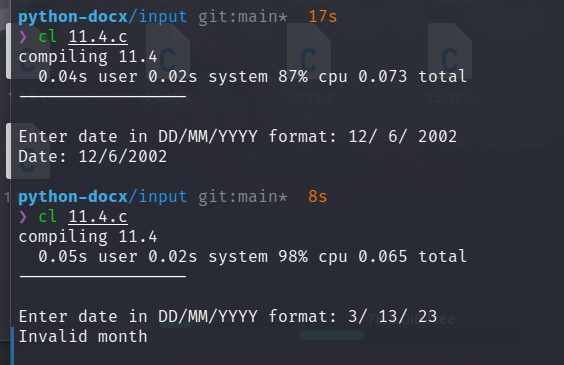 python-docx/input git:main* 17s
❯ cl 11.4.c
compiling 11.4
0.04s user 0.02s system 87% cpu 0.073 total
─────────────────
Enter date in DD/MM/YYYY format: 12/ 6/ 2002
Date: 12/6/2002
python-docx/input git:main* 8s
❯ cl 11.4.c
compiling 11.4
0.05s user 0.02s system 98% cpu 0.065 total
─────────────────
Enter date in DD/MM/YYYY format: 3/ 13/ 23
Invalid month